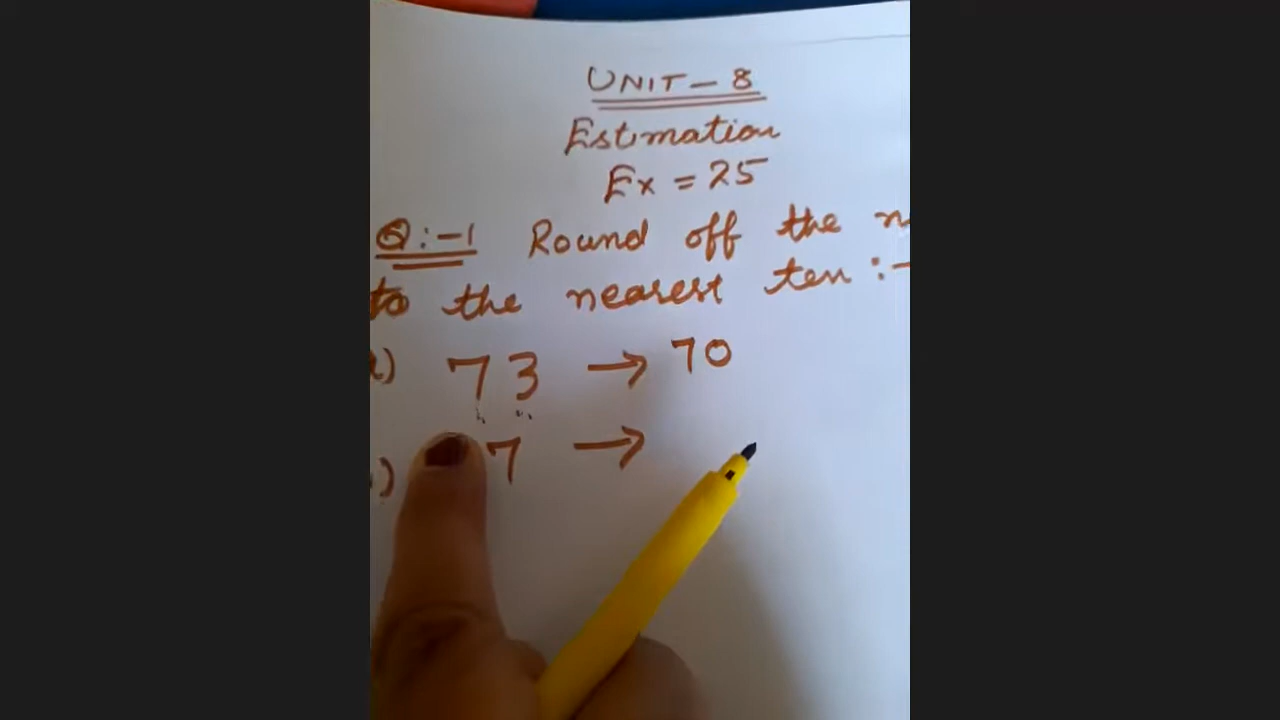 UNIT - 8
Estimation
Ex = 25
Q:-1 Round off the
to the nearest ten :-
73 → 70
7 →